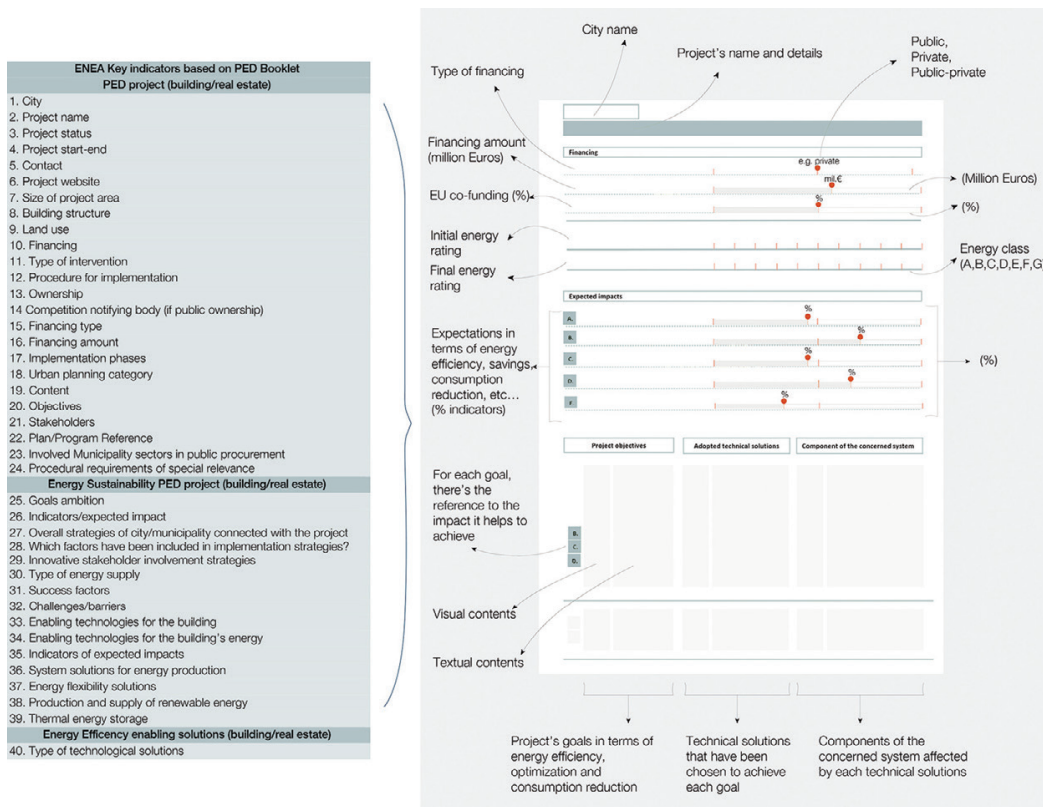 ENEA Key indicators based on PED Booklet
PED project (building/real estate)
1. City
2. Project name
3. Project status
4. Project start-end
5. Contact
6. Project website
7. Size of project area
8. Building structure
9. Land use
10. Financing
11. Type of intervention
12. Procedure for implementation
13. Ownership
14 Competition notifying body (if public ownership)
15. Financing type
16. Financing amount
17. Implementation phases
18. Urban planning category
19. Content
20. Objectives
21. Stakeholders
22. Plan/Program Reference
23. Involved Municipality sectors in public procurement
24. Procedural requirements of special relevance
Energy Sustainability PED project (building/real estate)
25. Goals ambition
26. Indicators/expected impact
27. Overall strategies of city/municipality connected with the project
28. Which factors have been included in implementation strategies?
29. Innovative stakeholder involvement strategies
30. Type of energy supply
31. Success factors
32. Challenges/barriers
33. Enabling technologies for the building
34. Enabling technologies for the building's energy
35. Indicators of expected impacts
36. System solutions for energy production
37. Energy flexibility solutions
38. Production and supply of renewable energy
39. Thermal energy storage
Energy Efficency enabling solutions (building/real estate)
40. Type of technological solutions
City name
Project's name and details
Public,
Private,
Public-private
Type of financing
Financing amount
(million Euros)
EU co-funding (%)
Initial energy
rating
Final energy
rating
Financing
e.g. private
mil.€
%
(Million Euros)
(%)
Energy class
(A,B,C,D,E,F,G)
Expected impacts
A.
%
B.
%
C.
%
D.
%
%
Expectations in
terms of energy
efficiency, savings,
consumption
reduction, etc...
(% indicators)
(%)
Project objectives
Adopted technical solutions
Component of the concerned system
For each goal,
there's the
reference to the
impact it helps to
achieve
B.
C.
D.
Visual contents
Textual contents
Project's goals in terms of
energy efficiency,
optimization and
consumption reduction
Technical solutions
that have been
chosen to achieve
each goal
Components of the
concerned system affected
by each technical solutions